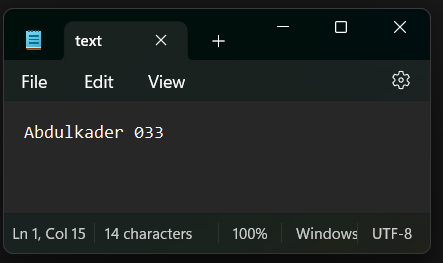 text
File Edit View
Abdulkader 033
Ln 1, Col 15 14 characters 100% Windows UTF-8